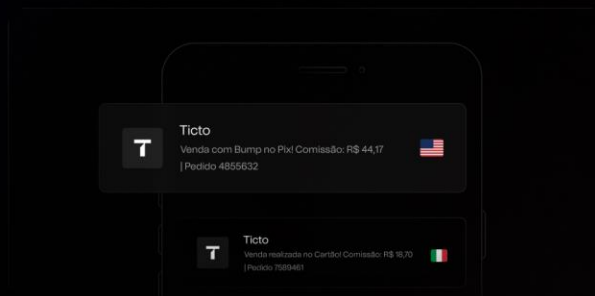 Ticto
Venda com Bump no Pix! Comissão: R$ 44,17
| Pedido 4855632
Ticto
Venda realizada no Cartão! Comissão: R$ 18,70
| Pedido 7589461